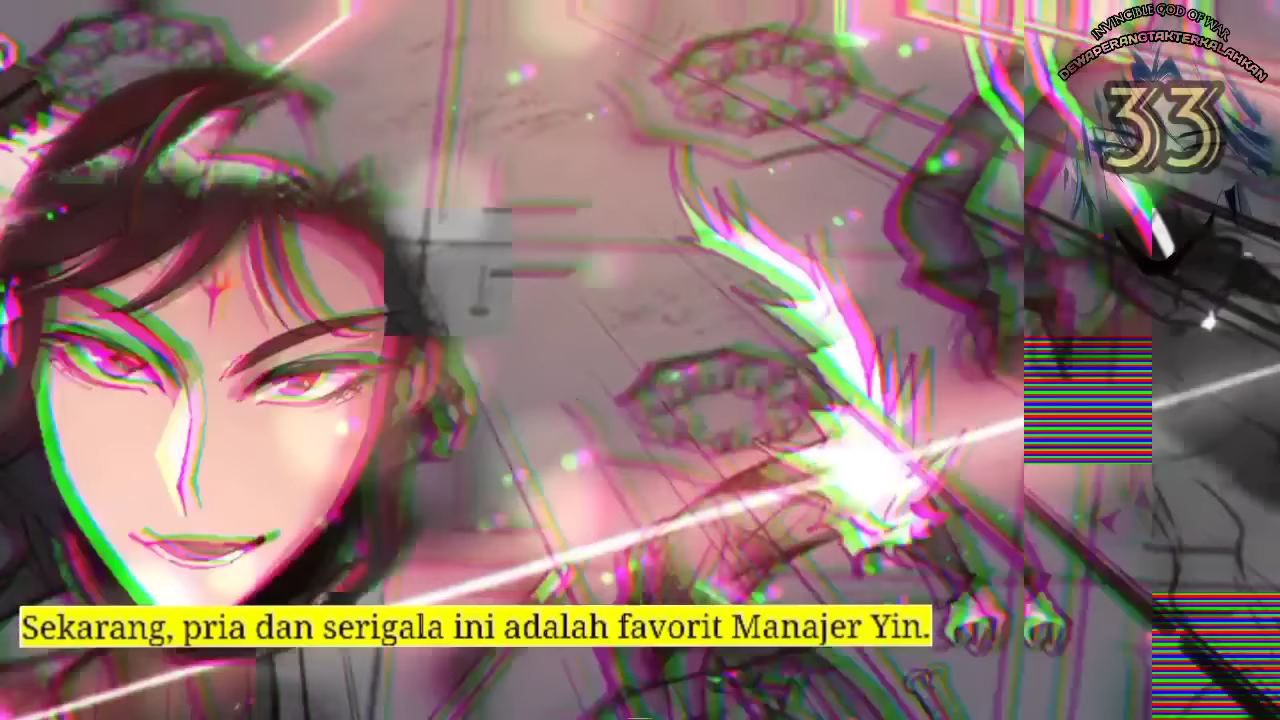 INVINCIBLE GOD OF WAR
DEWAPERANGTAKTERKALAHKAN
33
Sekarang, pria dan serigala ini adalah favorit Manajer Yin.